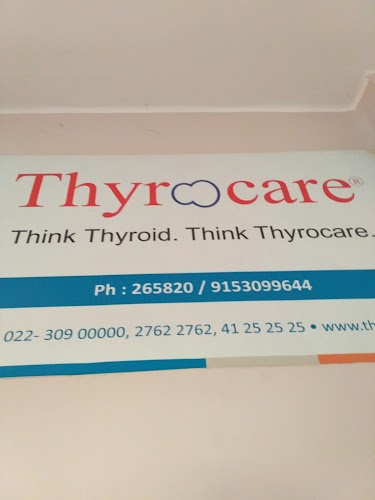 Thyrocare®
Think Thyroid. Think Thyrocare.
Ph : 265820 / 9153099644
022- 309 00000, 2762 2762, 41 25 25 25 • www.th